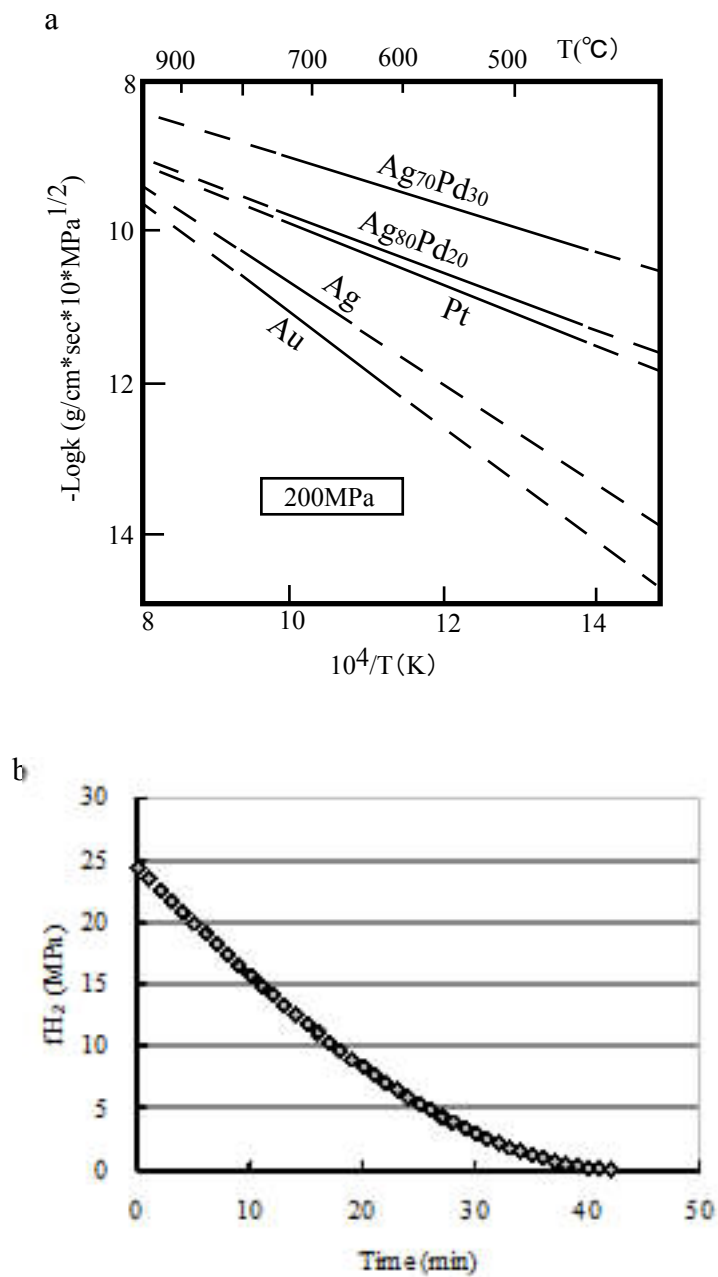 a
900 700 600 500 T(℃)
8
10
12
14
-Logk (g/cm*sec*10*MPa1/2)
Ag70Pd30
Ag80Pd20
Pt
Ag
Au
200MPa
8 10 12 14
104/T(K)
b
30
25
20
15
10
5
0
fH2 (MPa)
0 10 20 30 40 50
Time (min)